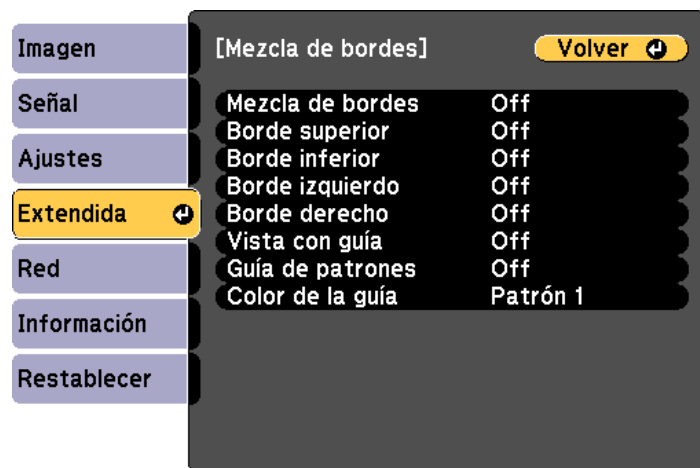 Imagen
Señal
Ajustes
Extendida
Red
Información
Restablecer
[Mezcla de bordes] Volver
Mezcla de bordes Off
Borde superior Off
Borde inferior Off
Borde izquierdo Off
Borde derecho Off
Vista con guía Off
Guía de patrones Off
Color de la guía Patrón 1